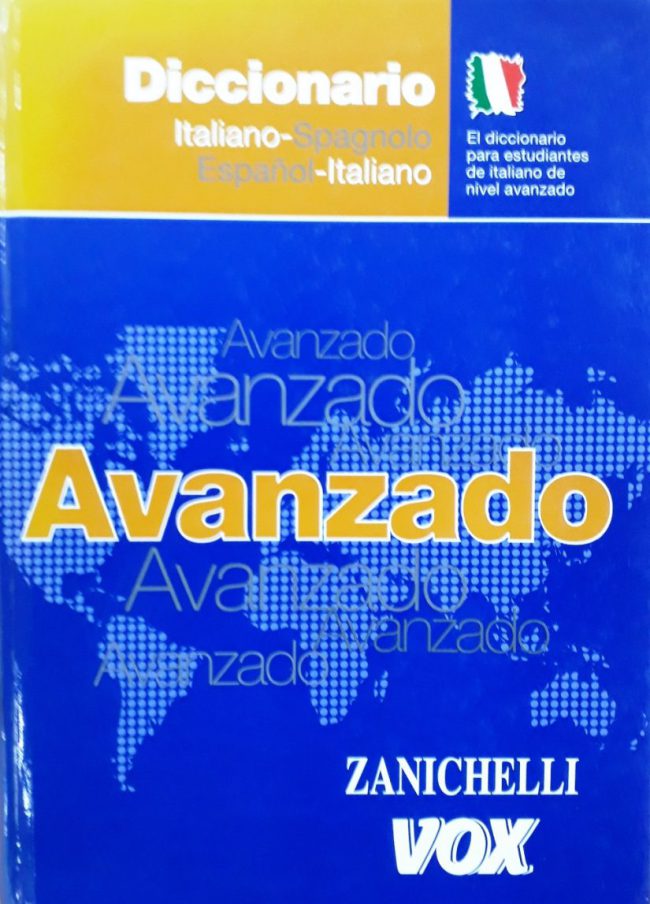 Diccionario
Italiano-Spagnolo
Español-Italiano
El diccionario
para estudiantes
de italiano de
nivel avanzado
Avanzado
Avanzado
Avanzado
Avanzado
Avanzado
Avanzado
Avanzado
ZANICHELLI
VOX